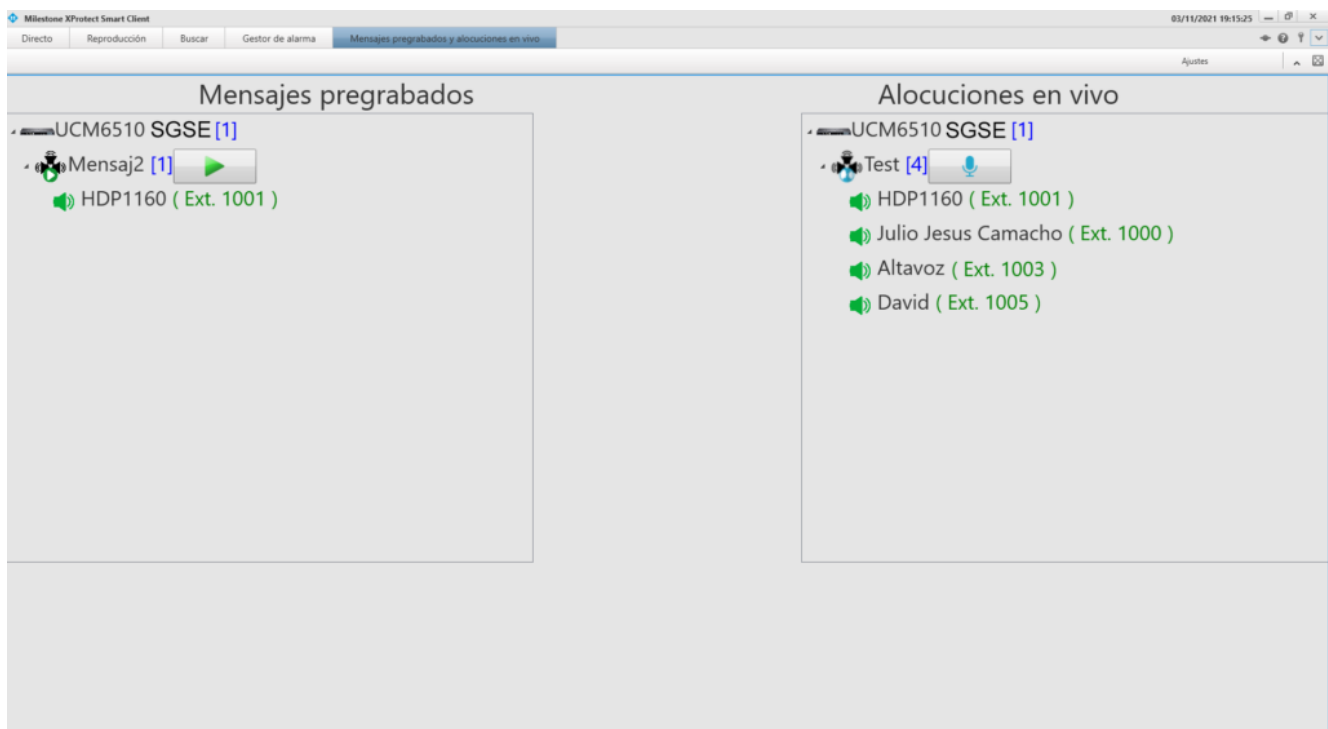 Milestone XProtect Smart Client 03/11/2021 19:15:25
Directo Reproducción Buscar Gestor de alarma Mensajes pregrabados y alocuciones en vivo
Ajustes
Mensajes pregrabados
UCM6510 SGSE [1]
Mensaj2 [1]
HDP1160 ( Ext. 1001 )
Alocuciones en vivo
UCM6510 SGSE [1]
Test [4]
HDP1160 ( Ext. 1001 )
Julio Jesus Camacho ( Ext. 1000 )
Altavoz ( Ext. 1003 )
David ( Ext. 1005 )